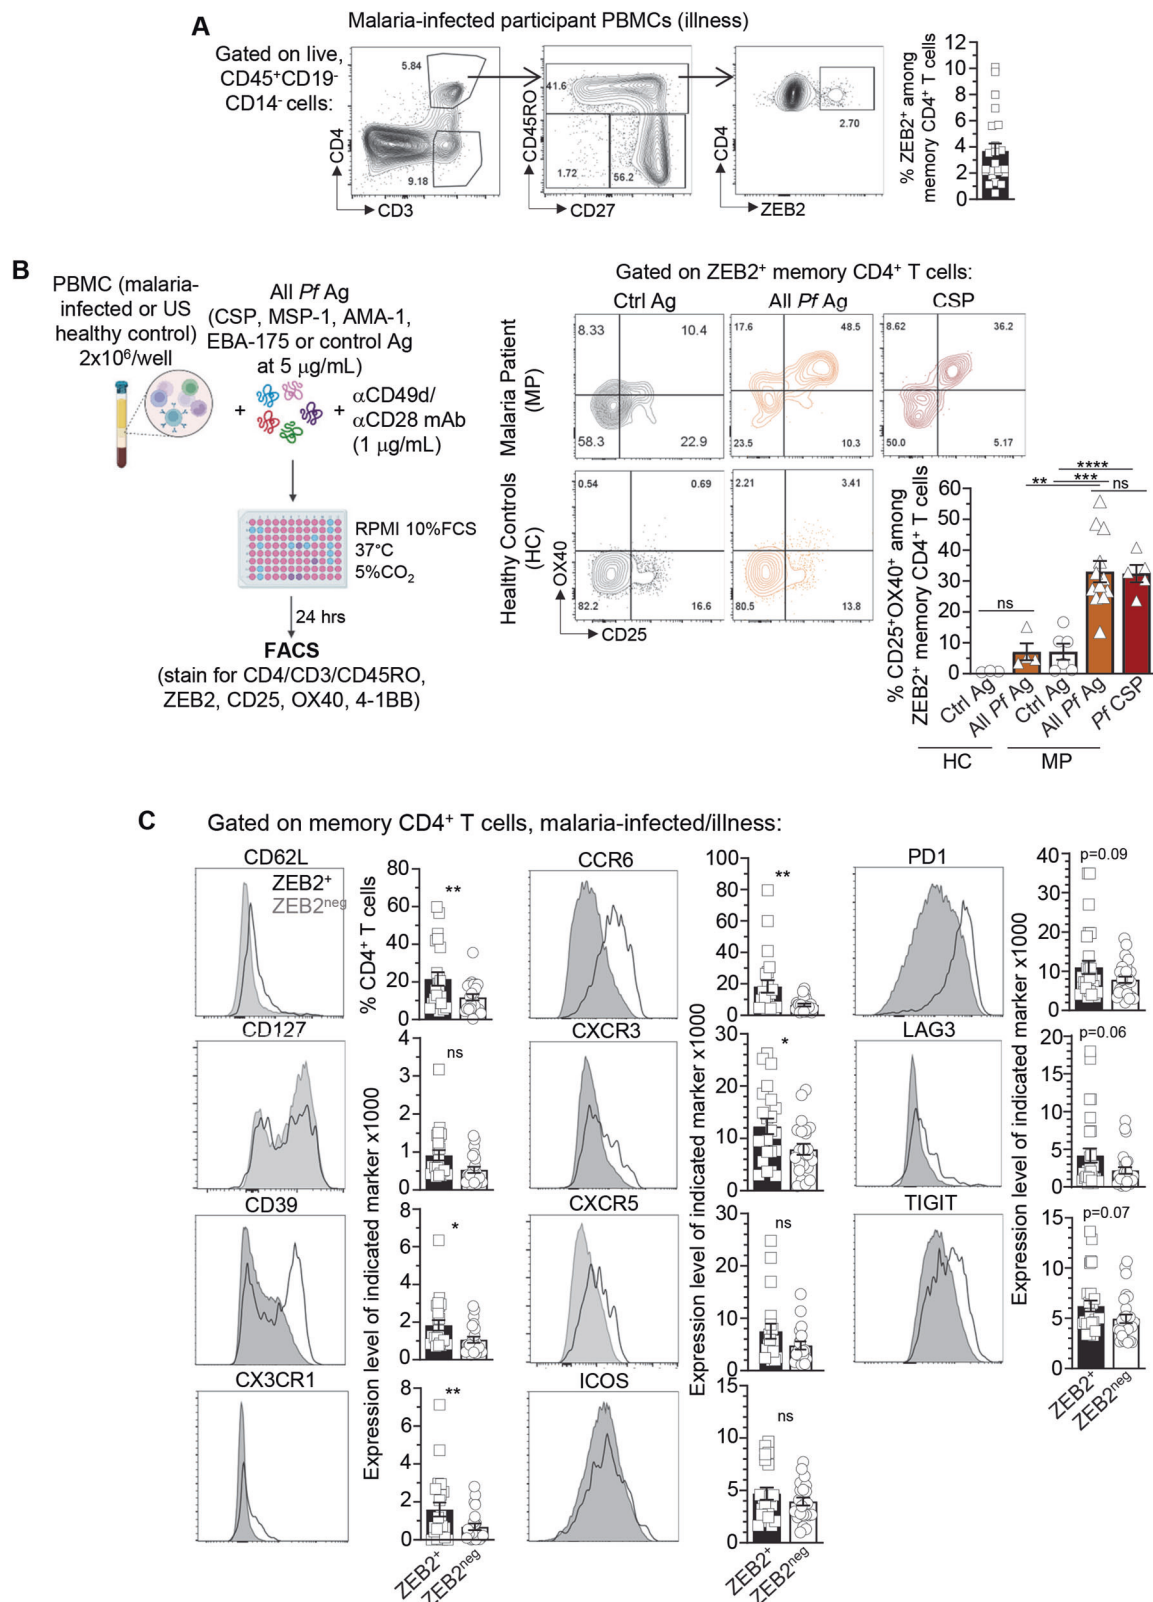 A
Malaria-infected participant PBMCs (illness)
Gated on live,
CD45⁺CD19⁻
CD14⁻ cells:
5.84
9.18
CD4
CD3
41.6
1.72
56.2
CD45RO
CD27
2.70
CD4
ZEB2
% ZEB2⁺ among
memory CD4⁺ T cells
12
10
8
6
4
2
0
B
PBMC (malaria-
infected or US
healthy control)
2x10⁶/well
All Pf Ag
(CSP, MSP-1, AMA-1,
EBA-175 or control Ag
at 5 μg/mL)
+
+
αCD49d/
αCD28 mAb
(1 μg/mL)
RPMI 10%FCS
37°C
5%CO₂
24 hrs
FACS
(stain for CD4/CD3/CD45RO,
ZEB2, CD25, OX40, 4-1BB)
Gated on ZEB2⁺ memory CD4⁺ T cells:
Ctrl Ag
All Pf Ag
CSP
Malaria Patient
(MP)
8.33 10.4
58.3 22.9
17.6 48.5
23.5 10.3
8.62 36.2
50.0 5.17
Healthy Controls
(HC)
0.54 0.69
82.2 16.6
2.21 3.41
80.5 13.8
OX40
CD25
% CD25⁺OX40⁺ among
ZEB2⁺ memory CD4⁺ T cells
60
50
40
30
20
10
0
****
** *** ns
ns
Ctrl Ag
All Pf Ag
Ctrl Ag
All Pf Ag
Pf CSP
HC
MP
C
Gated on memory CD4⁺ T cells, malaria-infected/illness:
CD62L
ZEB2⁺
ZEB2ⁿᵉᵍ
% CD4⁺ T cells
80
60
40
20
0
**
CD127
4
3
2
1
0
ns
CD39
8
6
4
2
0
*
CX3CR1
8
6
4
2
0
**
Expression level of indicated marker x1000
ZEB2⁺
ZEB2ⁿᵉᵍ
CCR6
100
80
60
40
20
0
**
CXCR3
30
20
10
0
*
CXCR5
30
20
10
0
ns
ICOS
15
10
5
0
ns
Expression level of indicated marker x1000
ZEB2⁺
ZEB2ⁿᵉᵍ
PD1
40
30
20
10
0
p=0.09
LAG3
20
15
10
5
0
p=0.06
TIGIT
15
10
5
0
p=0.07
Expression level of indicated marker x1000
ZEB2⁺
ZEB2ⁿᵉᵍ